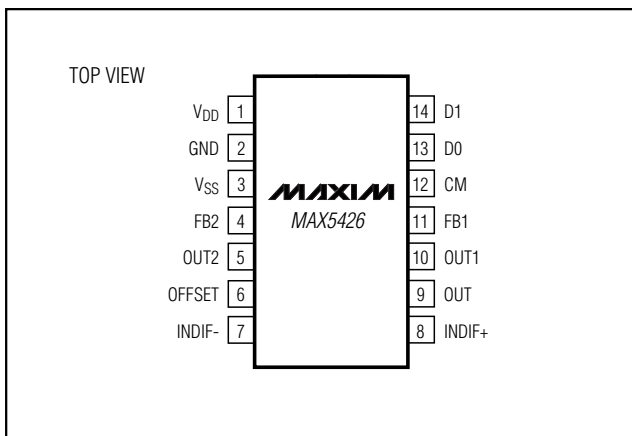 TOP VIEW
VDD 1
GND 2
VSS 3
FB2 4
OUT2 5
OFFSET 6
INDIF- 7
MAXIM
MAX5426
14 D1
13 D0
12 CM
11 FB1
10 OUT1
9 OUT
8 INDIF+